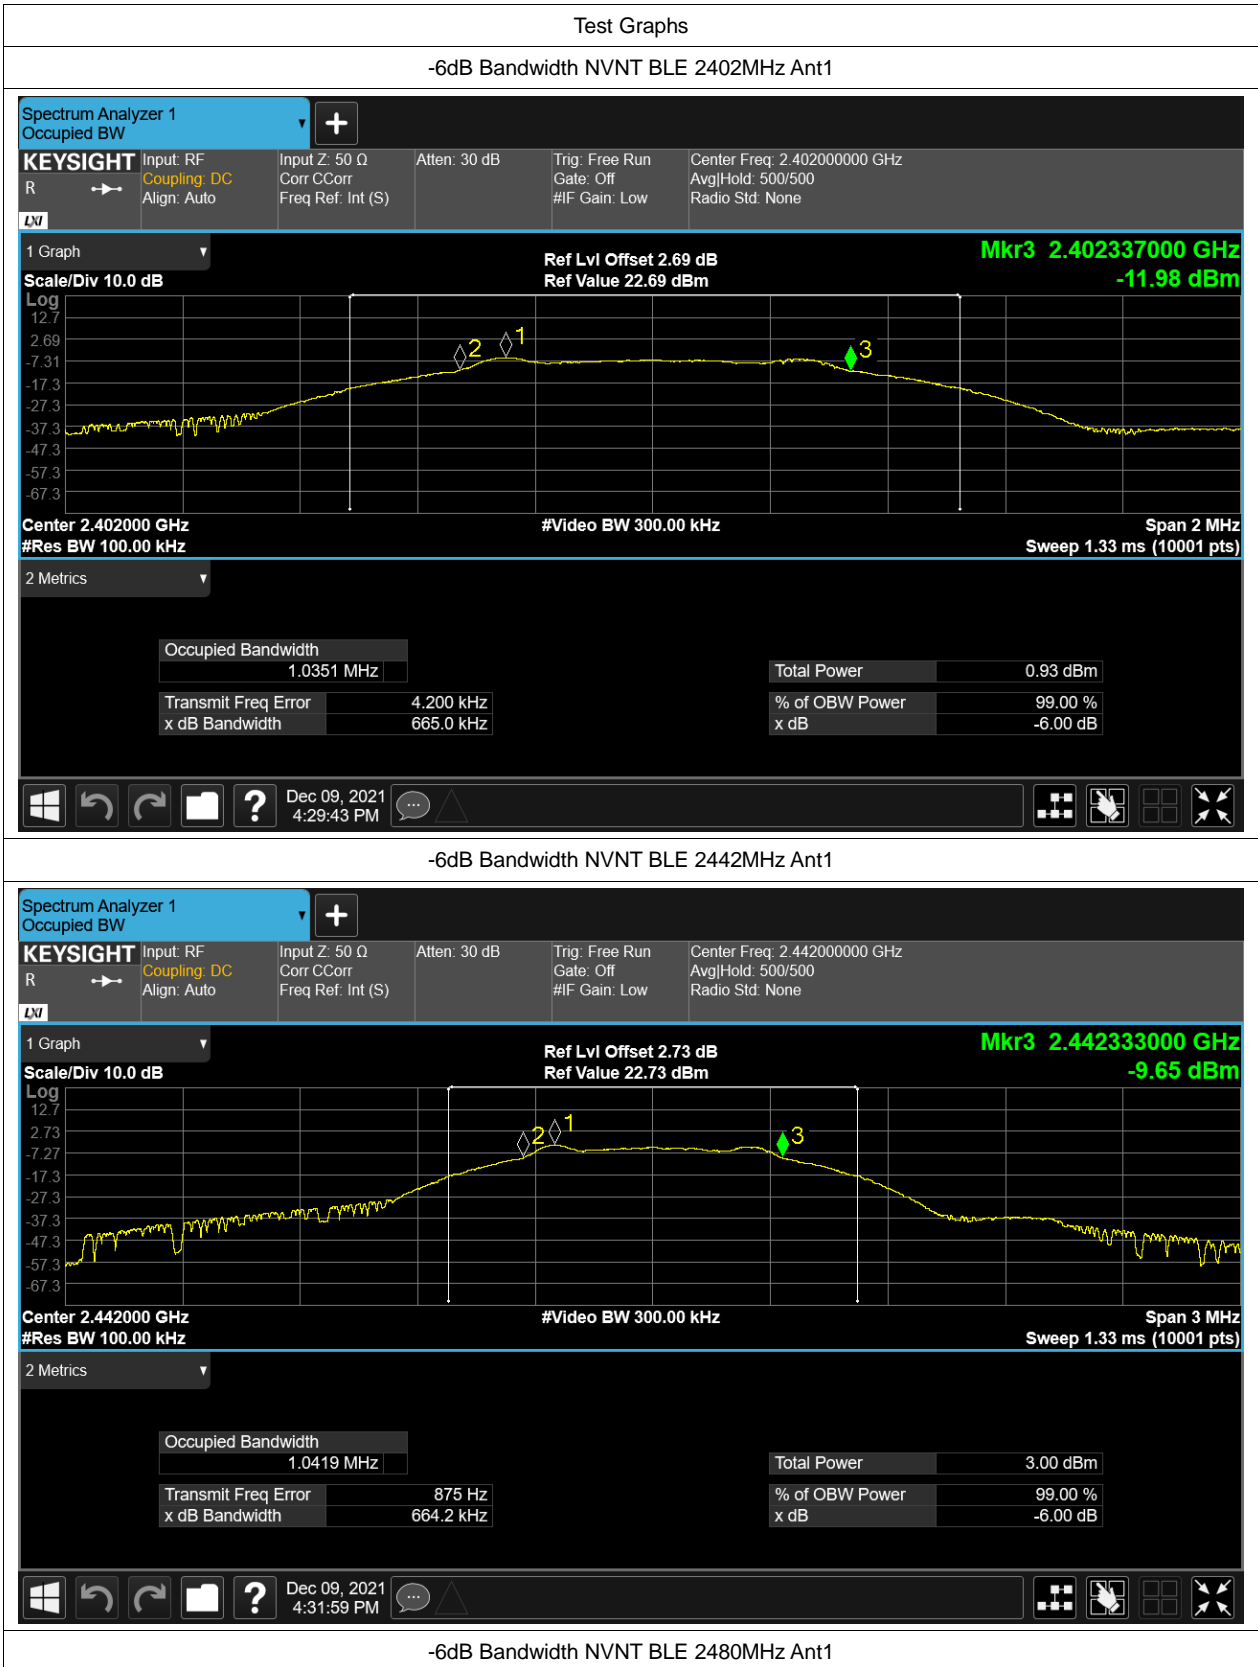 Test Graphs
-6dB Bandwidth NVNT BLE 2402MHz Ant1
Spectrum Analyzer 1
Occupied BW
KEYSIGHT Input: RF Input Z: 50 Ω Atten: 30 dB Trig: Free Run Center Freq: 2.402000000 GHz
R Coupling: DC Corr CCorr Gate: Off Avg|Hold: 500/500
Align: Auto Freq Ref: Int (S) #IF Gain: Low Radio Std: None
LXI
1 Graph Ref Lvl Offset 2.69 dB Mkr3 2.402337000 GHz
Scale/Div 10.0 dB Ref Value 22.69 dBm -11.98 dBm
Log
12.7
2.69
-7.31
-17.3
-27.3
-37.3
-47.3
-57.3
-67.3
2 1 3
Center 2.402000 GHz #Video BW 300.00 kHz Span 2 MHz
#Res BW 100.00 kHz Sweep 1.33 ms (10001 pts)
2 Metrics
Occupied Bandwidth
1.0351 MHz Total Power 0.93 dBm
Transmit Freq Error 4.200 kHz % of OBW Power 99.00 %
x dB Bandwidth 665.0 kHz x dB -6.00 dB
? Dec 09, 2021
4:29:43 PM
-6dB Bandwidth NVNT BLE 2442MHz Ant1
Spectrum Analyzer 1
Occupied BW
KEYSIGHT Input: RF Input Z: 50 Ω Atten: 30 dB Trig: Free Run Center Freq: 2.442000000 GHz
R Coupling: DC Corr CCorr Gate: Off Avg|Hold: 500/500
Align: Auto Freq Ref: Int (S) #IF Gain: Low Radio Std: None
LXI
1 Graph Ref Lvl Offset 2.73 dB Mkr3 2.442333000 GHz
Scale/Div 10.0 dB Ref Value 22.73 dBm -9.65 dBm
Log
12.7
2.73
-7.27
-17.3
-27.3
-37.3
-47.3
-57.3
-67.3
2 1 3
Center 2.442000 GHz #Video BW 300.00 kHz Span 3 MHz
#Res BW 100.00 kHz Sweep 1.33 ms (10001 pts)
2 Metrics
Occupied Bandwidth
1.0419 MHz Total Power 3.00 dBm
Transmit Freq Error 875 Hz % of OBW Power 99.00 %
x dB Bandwidth 664.2 kHz x dB -6.00 dB
? Dec 09, 2021
4:31:59 PM
-6dB Bandwidth NVNT BLE 2480MHz Ant1